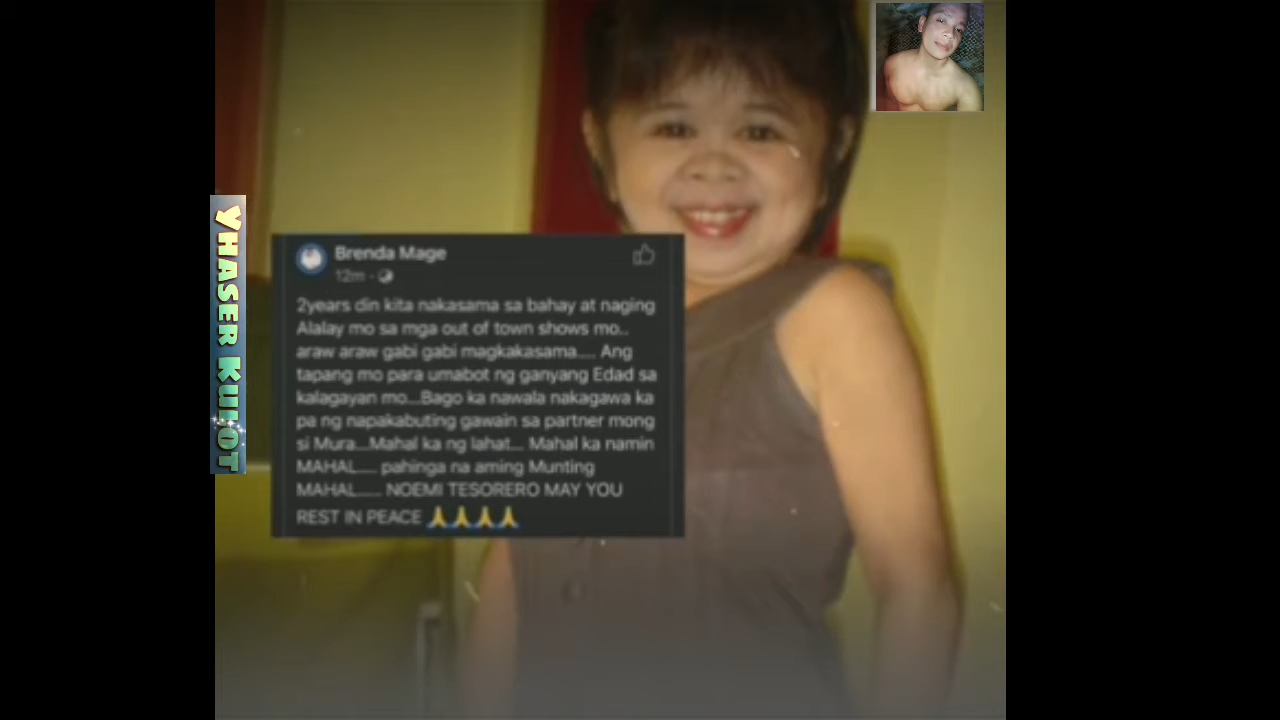 YHASER KULOT
Brenda Mage
12m
2years din kita nakasama sa bahay at naging
Alalay mo sa mga out of town shows mo..
araw araw gabi gabi magkakasama..... Ang
tapang mo para umabot ng ganyang Edad sa
kalagayan mo...Bago ka nawala nakagawa ka
pa ng napakabuting gawain sa partner mong
si Mura...Mahal ka ng lahat... Mahal ka namin
MAHAL..... pahinga na aming Munting
MAHAL...... NOEMI TESORERO MAY YOU
REST IN PEACE 🙏🙏🙏🙏